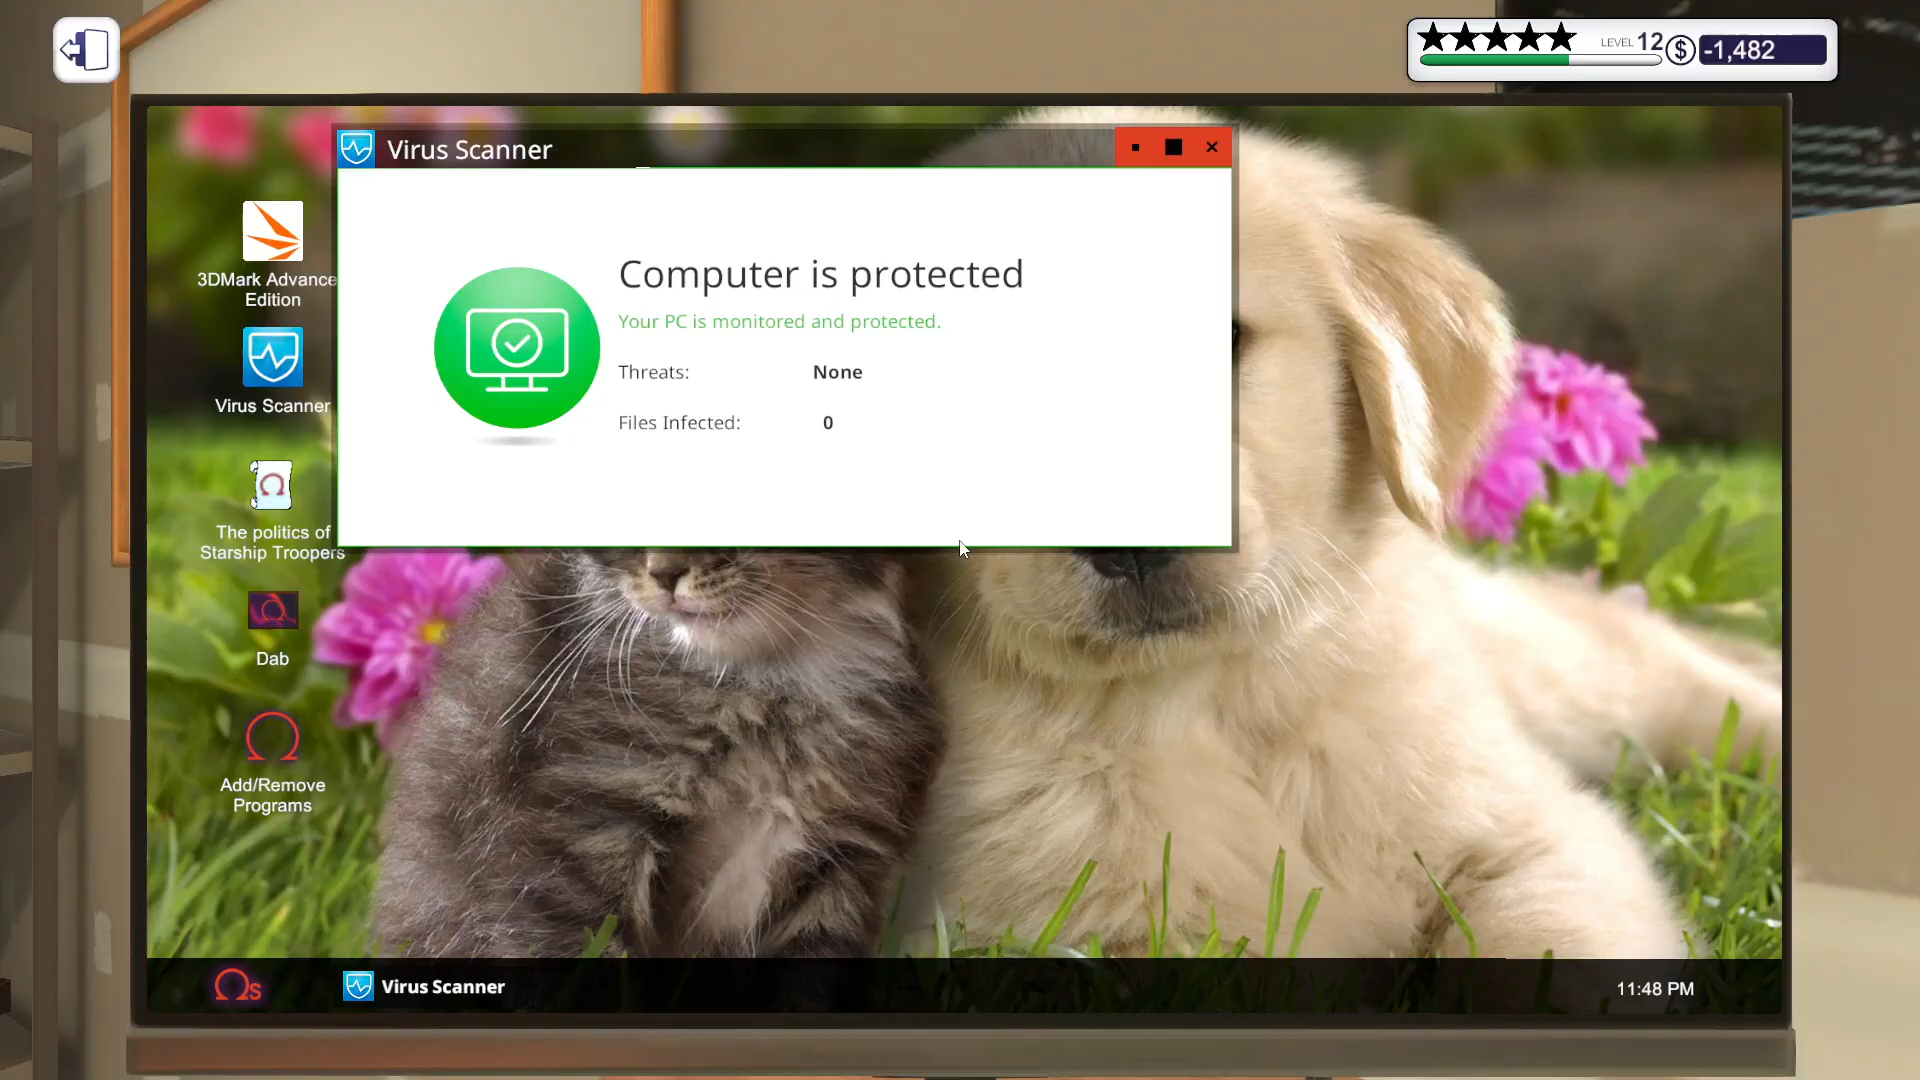 LEVEL 12
$ -1,482
Virus Scanner
3DMark Advance
Edition
Computer is protected
Your PC is monitored and protected.
Threats: None
Files Infected: 0
Virus Scanner
The politics of
Starship Troopers
Dab
Add/Remove
Programs
Ωs
Virus Scanner
11:48 PM